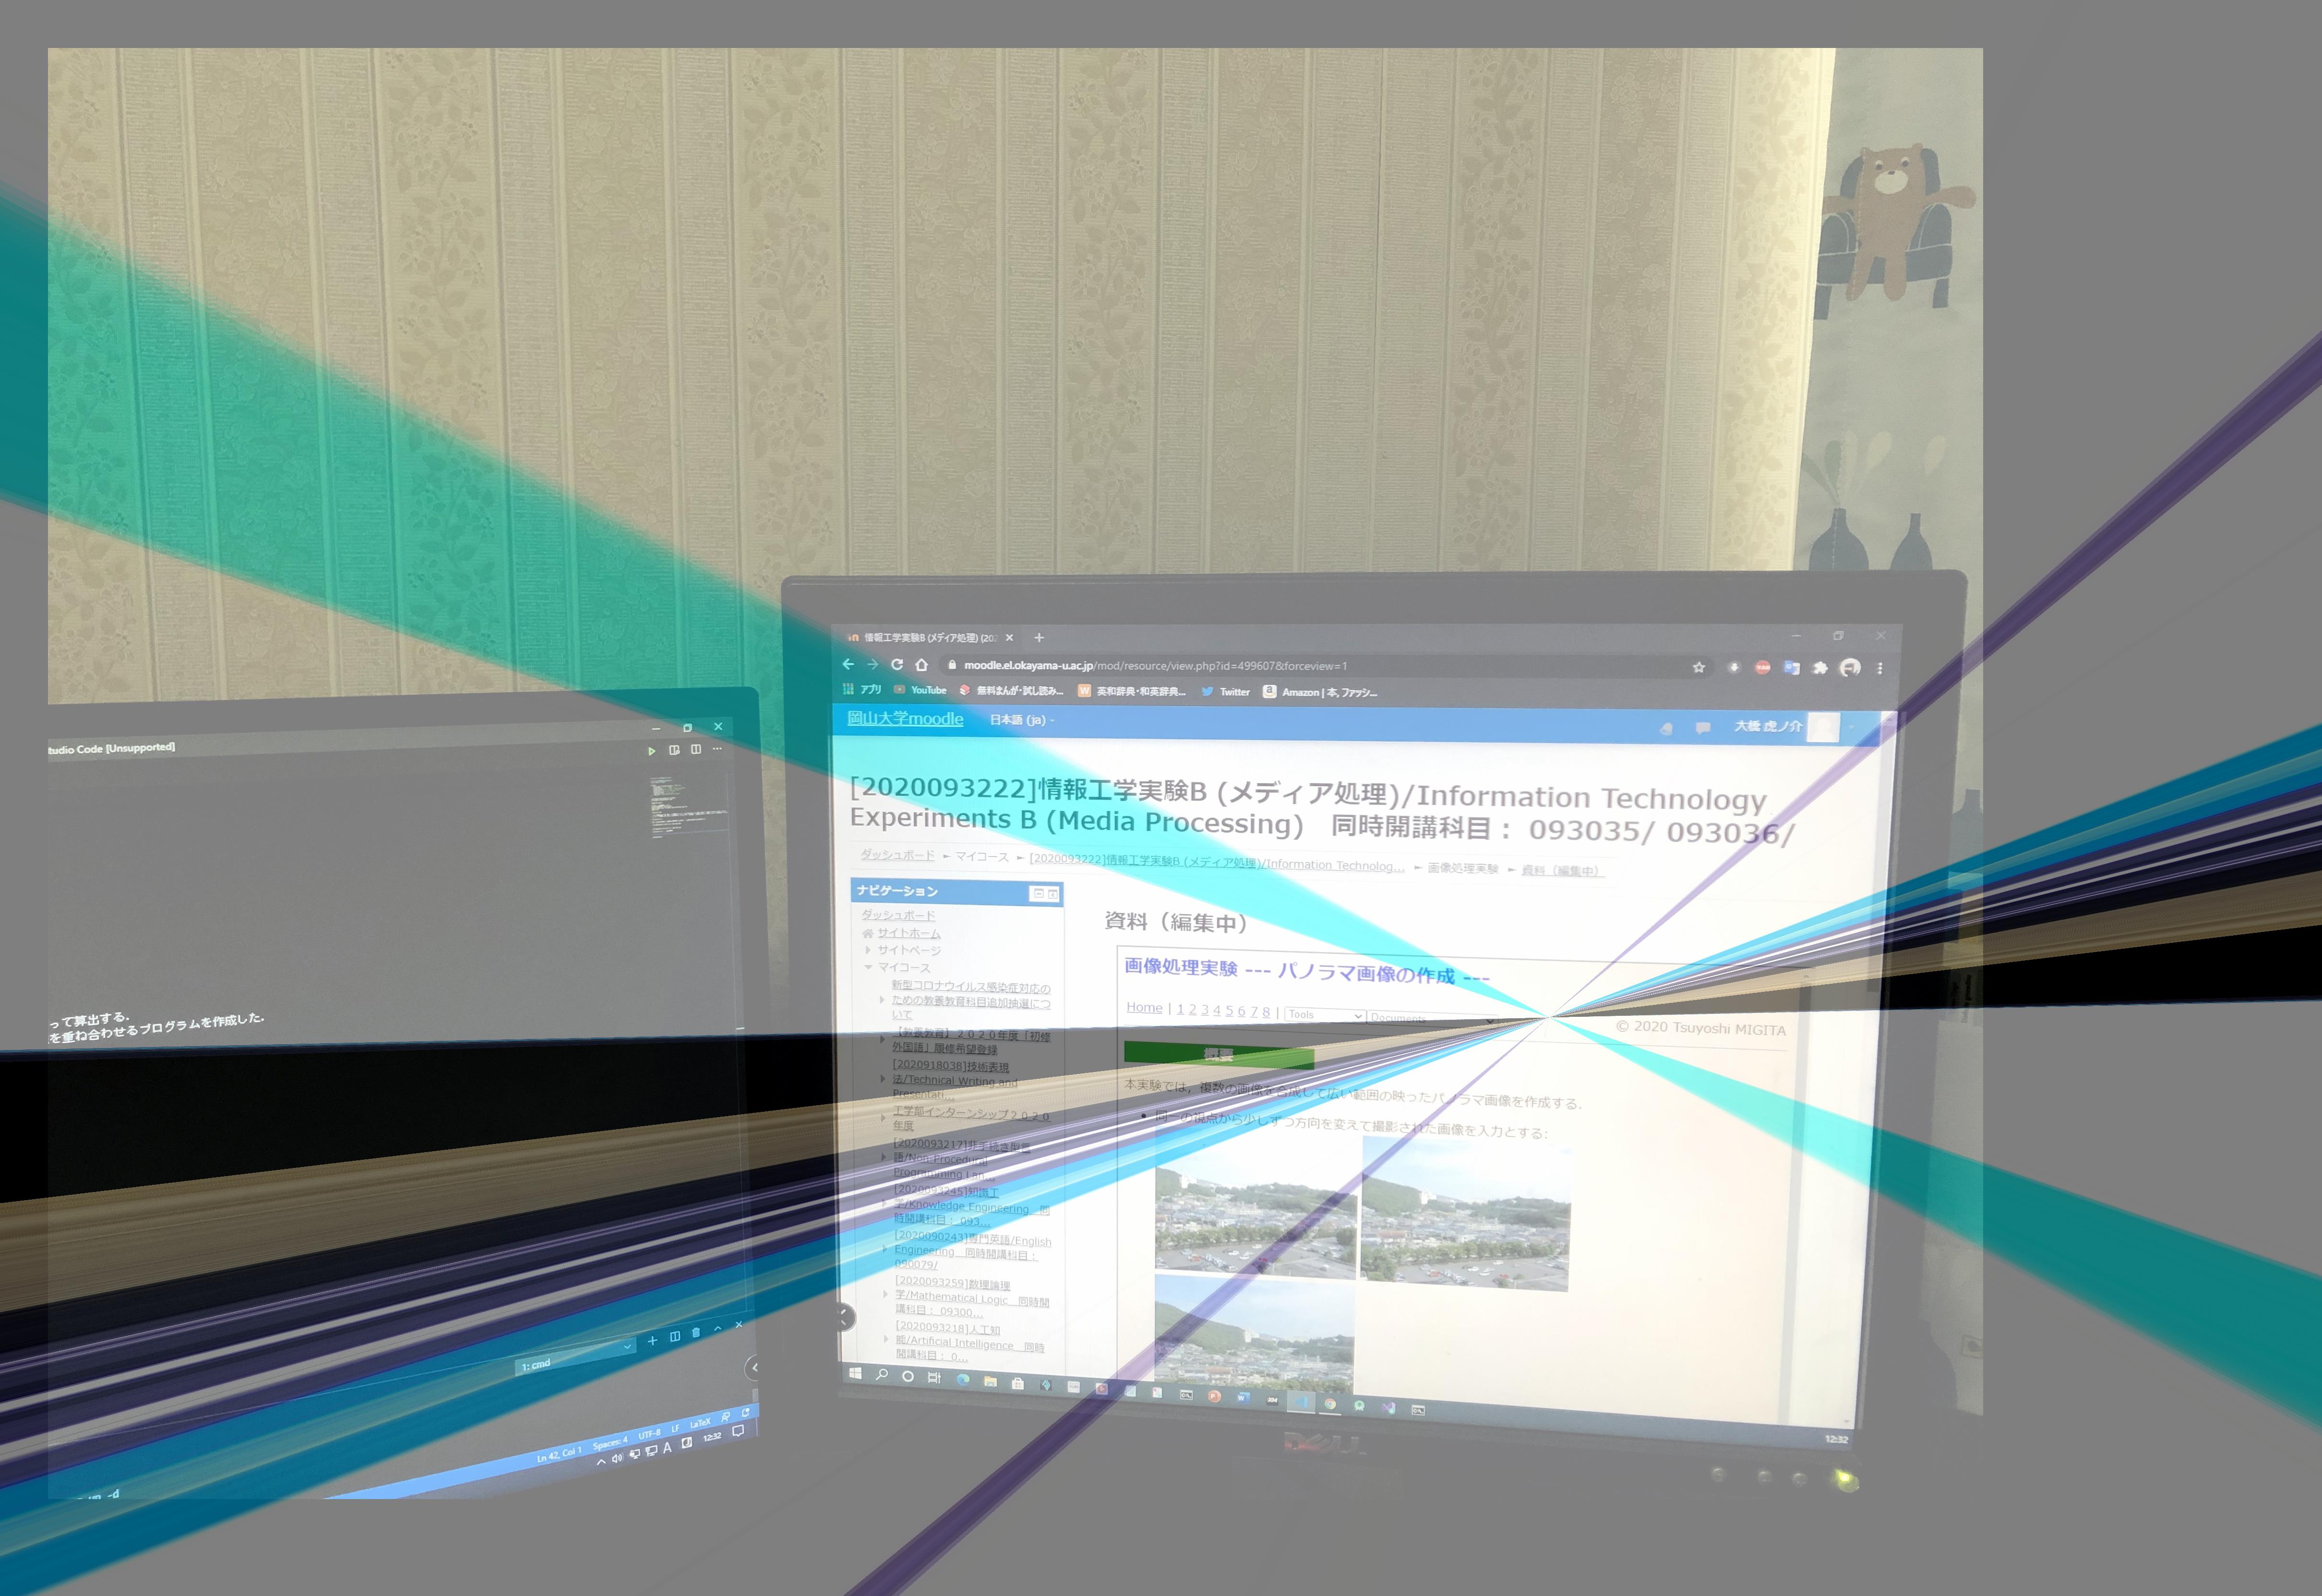 tudio Code [Unsupported]
って算出する.
を重ね合わせるプログラムを作成した.
1: cmd
Ln 42, Col 1 Spaces: 4 UTF-8 LF LaTeX
A 12:32
情報工学実験B (メディア処理) (202
moodle.el.okayama-u.ac.jp/mod/resource/view.php?id=499607&forceview=1
アプリ YouTube 無料まんが・試し読み... 英和辞典・和英辞典... Twitter Amazon | 本, ファッシ...
岡山大学moodle 日本語 (ja) 大橋 虎ノ介
[2020093222]情報工学実験B (メディア処理)/Information Technology
Experiments B (Media Processing) 同時開講科目： 093035/ 093036/
ダッシュボード ► マイコース ► [2020093222]情報工学実験B (メディア処理)/Information Technolog... ► 画像処理実験 ► 資料（編集中）
ナビゲーション
ダッシュボード
サイトホーム
サイトページ
マイコース
新型コロナウイルス感染症対応の
ための教養教育科目追加抽選につ
いて
【教養教育】２０２０年度「初修
外国語」履修希望登録
[2020918038]技術表現
法/Technical Writing and
Presentati...
工学部インターンシップ２０２０
年度
[2020093217]非手続き型言
語/Non-Procedural
Programming Lan...
[2020093245]知識工
学/Knowledge Engineering 同
時開講科目： 093...
[2020090243]専門英語/English
Engineering 同時開講科目：
090079/
[2020093259]数理論理
学/Mathematical Logic 同時開
講科目： 09300...
[2020093218]人工知
能/Artificial Intelligence 同時
開講科目： 0...
資料（編集中）
画像処理実験 --- パノラマ画像の作成 ---
Home | 1 2 3 4 5 6 7 8 | Tools Documents
© 2020 Tsuyoshi MIGITA
概要
本実験では，複数の画像を合成して広い範囲の映ったパノラマ画像を作成する.
• 同一の視点から少しずつ方向を変えて撮影された画像を入力とする:
12:32
DELL